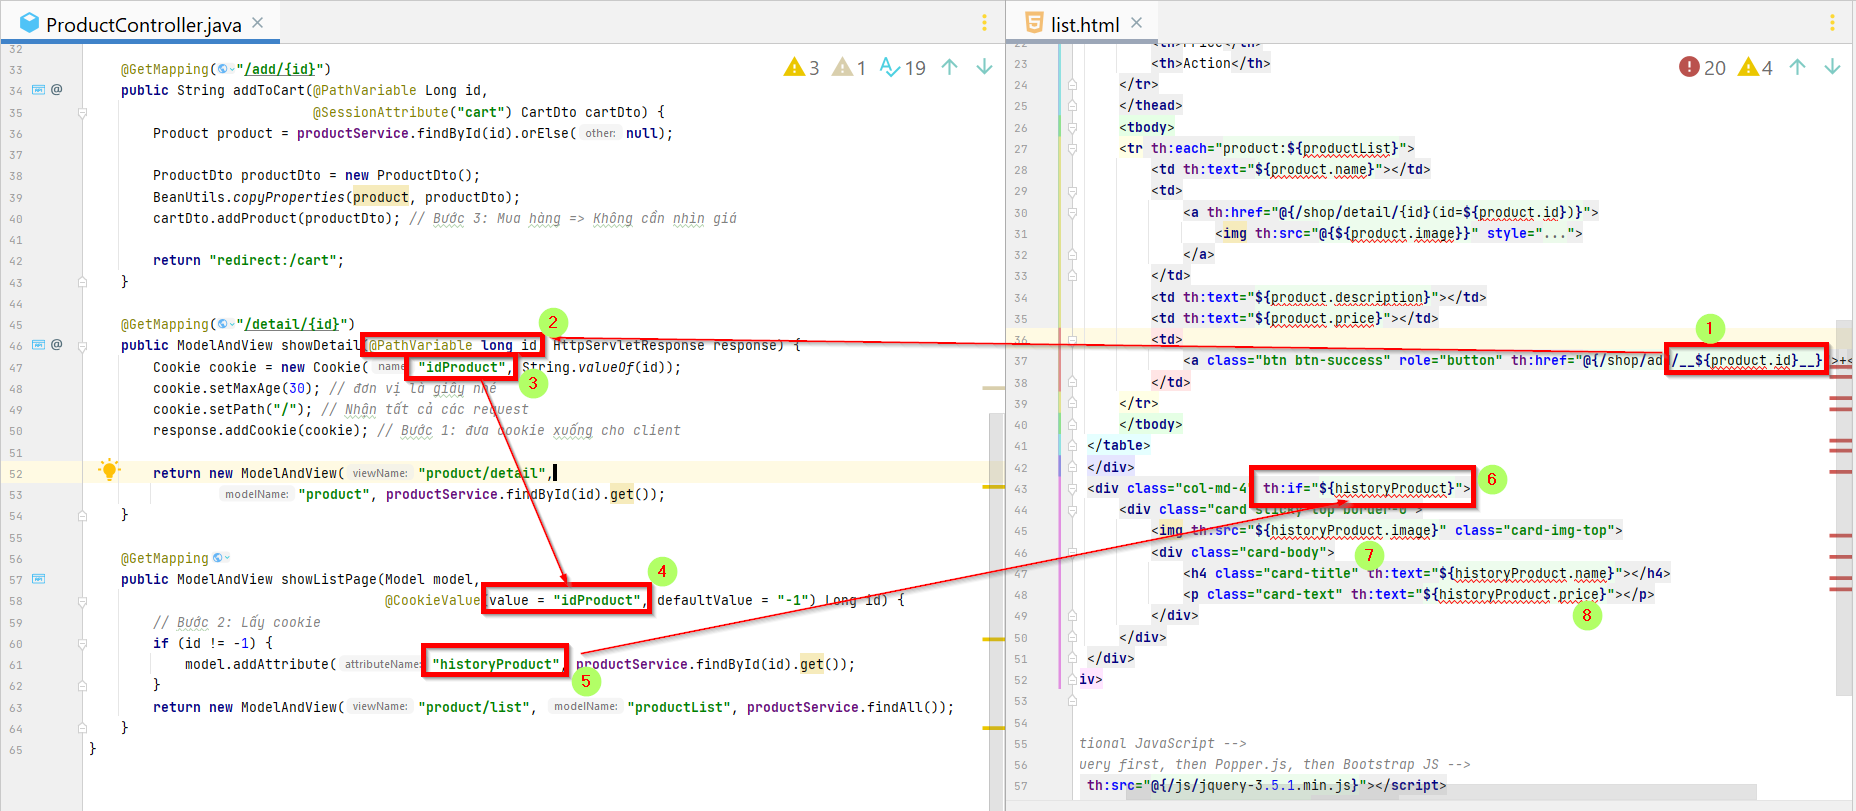 ProductController.java
32
33 @GetMapping("/add/{id}")
34 public String addToCart(@PathVariable Long id,
35 @SessionAttribute("cart") CartDto cartDto) {
36 Product product = productService.findById(id).orElse( other: null);
37
38 ProductDto productDto = new ProductDto();
39 BeanUtils.copyProperties(product, productDto);
40 cartDto.addProduct(productDto); // Bước 3: Mua hàng => Không cần nhìn giá
41
42 return "redirect:/cart";
43 }
44
45 @GetMapping("/detail/{id}")
46 public ModelAndView showDetail(@PathVariable long id, HttpServletResponse response) {
47 Cookie cookie = new Cookie( name: "idProduct", String.valueOf(id));
48 cookie.setMaxAge(30); // đơn vị là giây nhé
49 cookie.setPath("/"); // Nhận tất cả các request
50 response.addCookie(cookie); // Bước 1: đưa cookie xuống cho client
51
52 return new ModelAndView( viewName: "product/detail",
53 modelName: "product", productService.findById(id).get());
54 }
55
56 @GetMapping
57 public ModelAndView showListPage(Model model,
58 @CookieValue(value = "idProduct", defaultValue = "-1") Long id) {
59 // Bước 2: Lấy cookie
60 if (id != -1) {
61 model.addAttribute( attributeName: "historyProduct", productService.findById(id).get());
62 }
63 return new ModelAndView( viewName: "product/list", modelName: "productList", productService.findAll());
64 }
65 }
3 1 19
2
3
4
5
list.html
22 <th>Price</th>
23 <th>Action</th>
24 </tr>
25 </thead>
26 <tbody>
27 <tr th:each="product:${productList}">
28 <td th:text="${product.name}"></td>
29 <td>
30 <a th:href="@{/shop/detail/{id}(id=${product.id})}">
31 <img th:src="@{${product.image}}" style="...">
32 </a>
33 </td>
34 <td th:text="${product.description}"></td>
35 <td th:text="${product.price}"></td>
36 <td>
37 <a class="btn btn-success" role="button" th:href="@{/shop/add/__${product.id}__}">+<
38 </td>
39 </tr>
40 </tbody>
41 </table>
42 </div>
43 <div class="col-md-4" th:if="${historyProduct}">
44 <div class="card sticky-top border-0">
45 <img th:src="${historyProduct.image}" class="card-img-top">
46 <div class="card-body">
47 <h4 class="card-title" th:text="${historyProduct.name}"></h4>
48 <p class="card-text" th:text="${historyProduct.price}"></p>
49 </div>
50 </div>
51 </div>
52 iv>
53
54
55 tional JavaScript -->
56 very first, then Popper.js, then Bootstrap JS -->
57 th:src="@{/js/jquery-3.5.1.min.js}"></script>
20 4
1
6
7
8